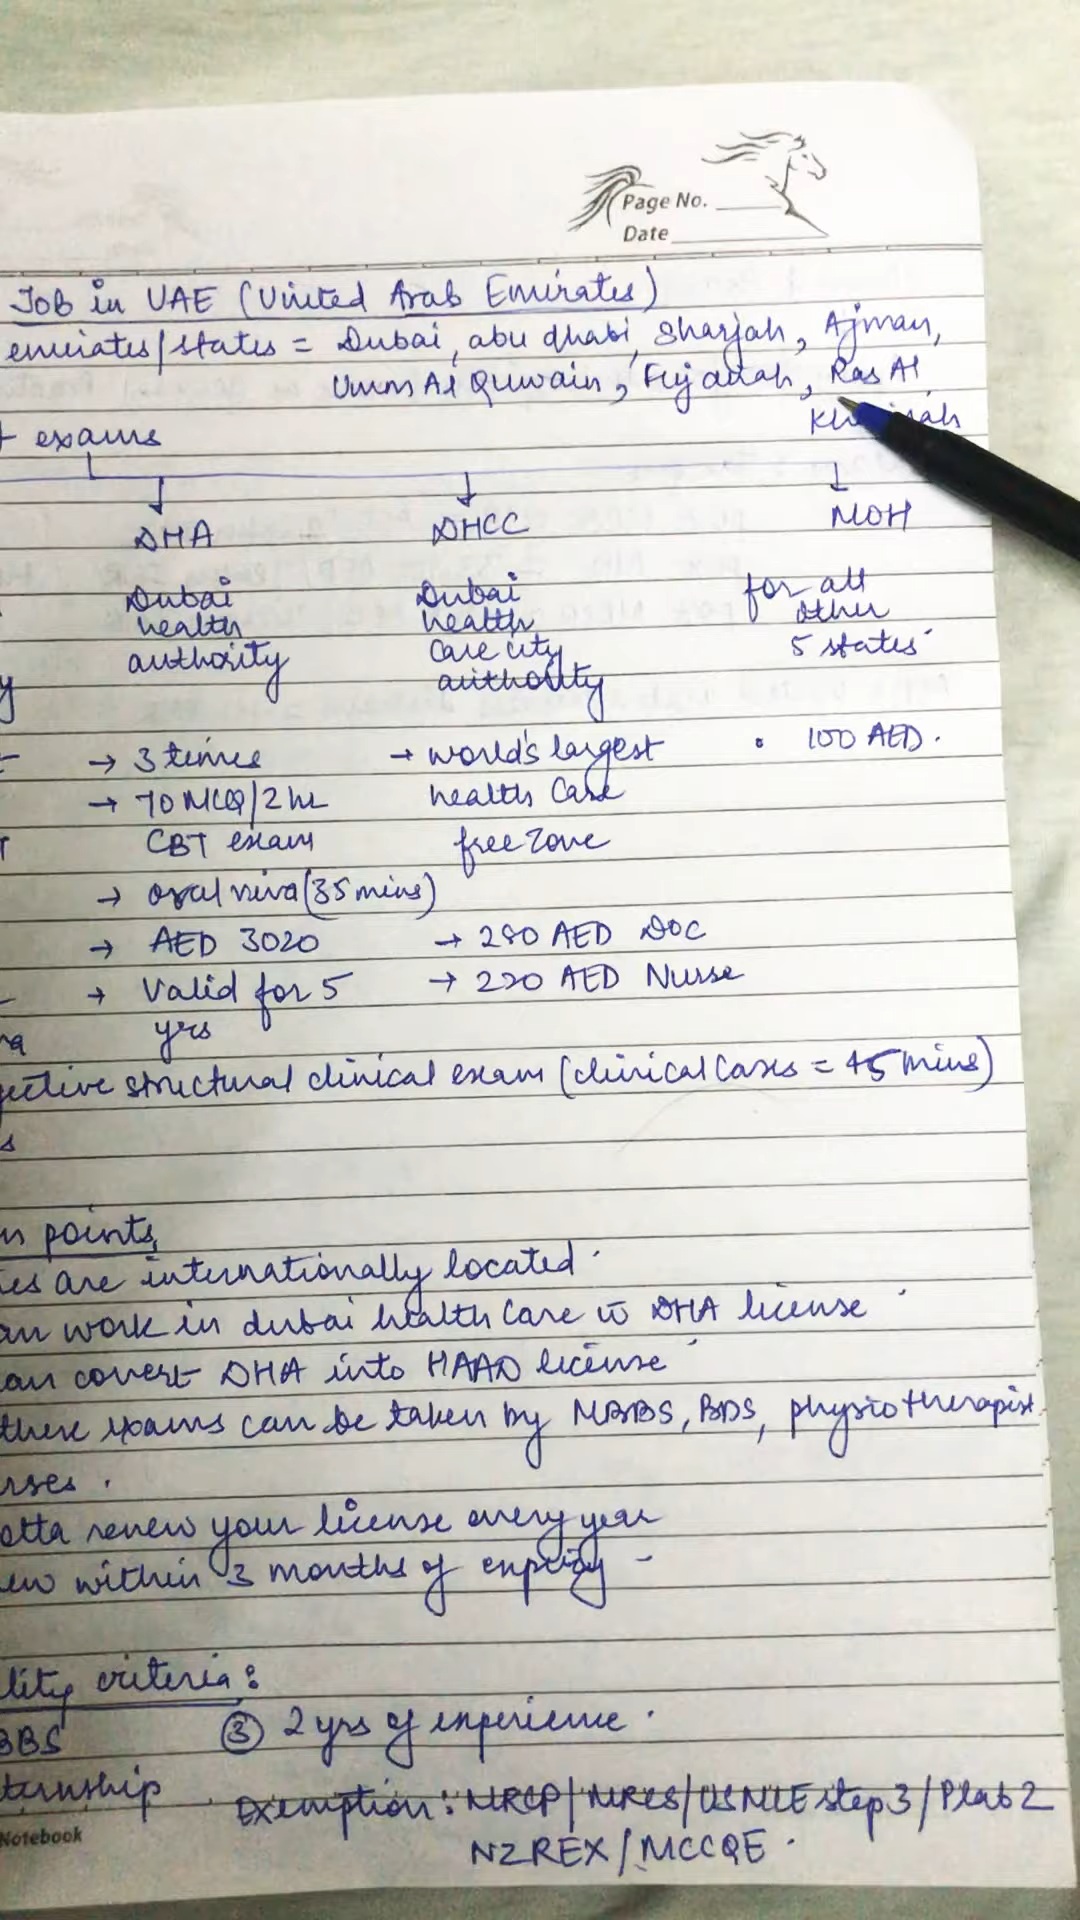 Page No.
Date
Job in UAE (United Arab Emirates)
emirates/states = Dubai, abu dhabi, Sharjah, Ajman,
Umm Al Quwain, Fujairah, Ras Al
exams
DHA DHCC MOH
Dubai health authority
Dubai health care city authority
for all other 5 states
→ 3 times
→ 70 MCQ/2 hr
CBT exam
→ oral viva (35 mins)
→ AED 3020
→ Valid for 5
yrs
→ world's largest
health care
free zone
→ 280 AED DOC
→ 220 AED Nurse
• 100 AED.
structural clinical exam (clinical cases = 45 mins)
points
are internationally located.
work in dubai health care w DHA license
convert DHA into HAAD license
these exams can be taken by MBBS, BDS, physiotherapist
renew your license every year
within 3 months of expiry -
criteria:
③ 2 yrs of experience.
Exemption: MRCP/MRCS/USMLE step 3/Plab 2
NZREX/MCCQE.
Notebook